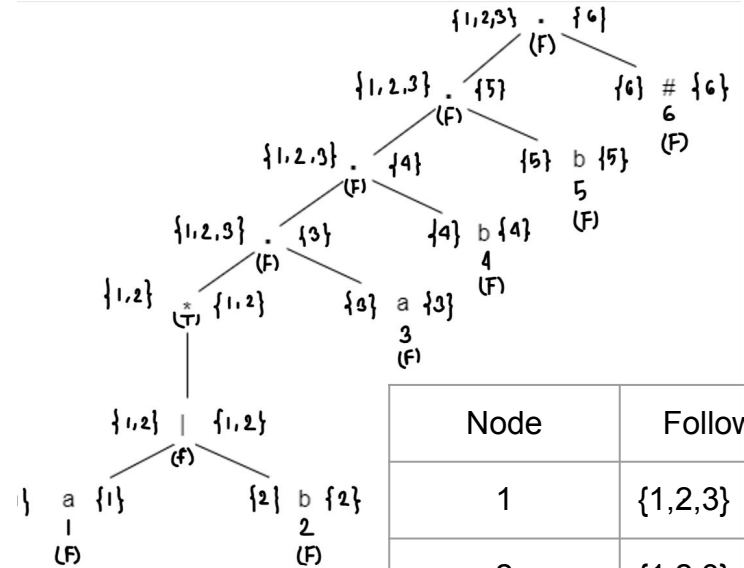 {1,2,3} . {6}
(F)
{1,2,3} . {5}
(F)
{6} # {6}
6
(F)
{1,2,3} . {4}
(F)
{5} b {5}
5
(F)
{1,2,3} . {3}
(F)
{4} b {4}
4
(F)
{1,2} * {1,2}
(T)
{3} a {3}
3
(F)
{1,2} | {1,2}
(f)
} a {1}
1
(F)
{2} b {2}
2
(F)
Node Follow
1 {1,2,3}